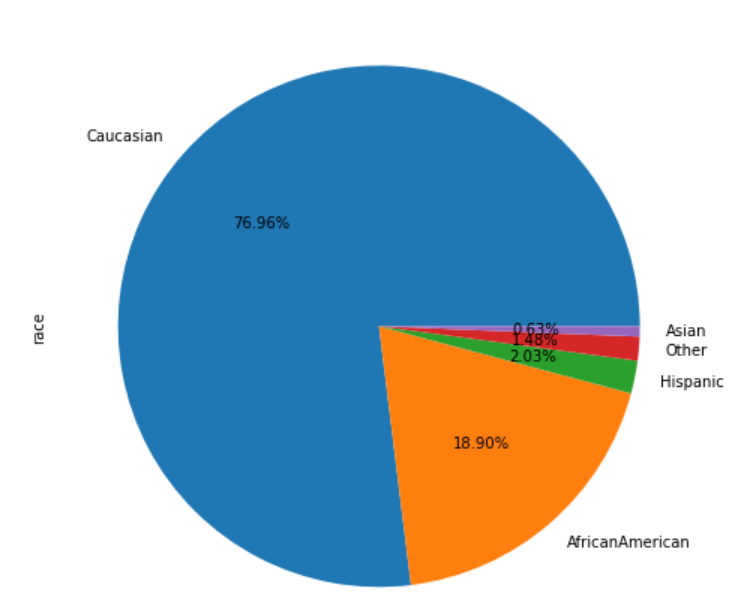 Caucasian
76.96%
race
0.63%
Asian
1.48%
Other
2.03%
Hispanic
18.90%
AfricanAmerican